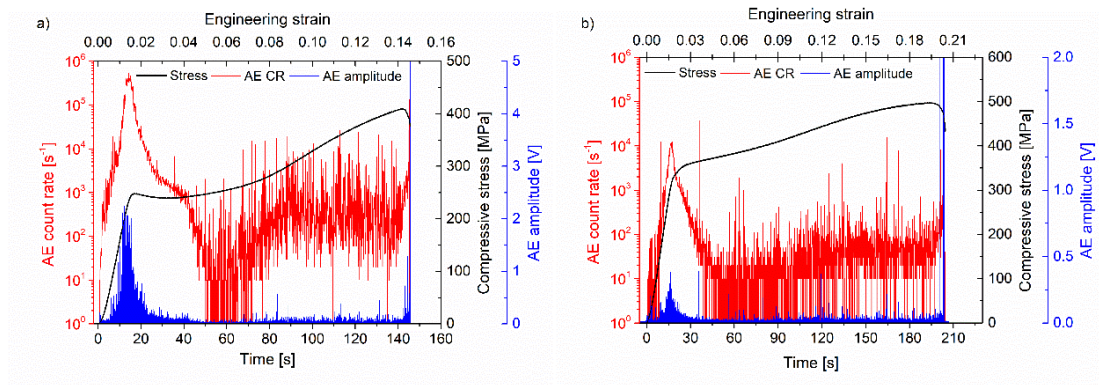 a)
Engineering strain
0.00 0.02 0.04 0.06 0.08 0.10 0.12 0.14 0.16
Stress AE CR AE amplitude
10⁶
10⁵
10⁴
10³
10²
10¹
10⁰
AE count rate [s⁻¹]
500
400
300
200
100
0
Compressive stress [MPa]
5
4
3
2
1
0
AE amplitude [V]
0 20 40 60 80 100 120 140 160
Time [s]
b)
Engineering strain
0.00 0.03 0.06 0.09 0.12 0.15 0.18 0.21
Stress AE CR AE amplitude
10⁶
10⁵
10⁴
10³
10²
10¹
10⁰
AE count rate [s⁻¹]
600
500
400
300
200
100
0
Compressive stress [MPa]
2.0
1.5
1.0
0.5
0.0
AE amplitude [V]
0 30 60 90 120 150 180 210
Time [s]